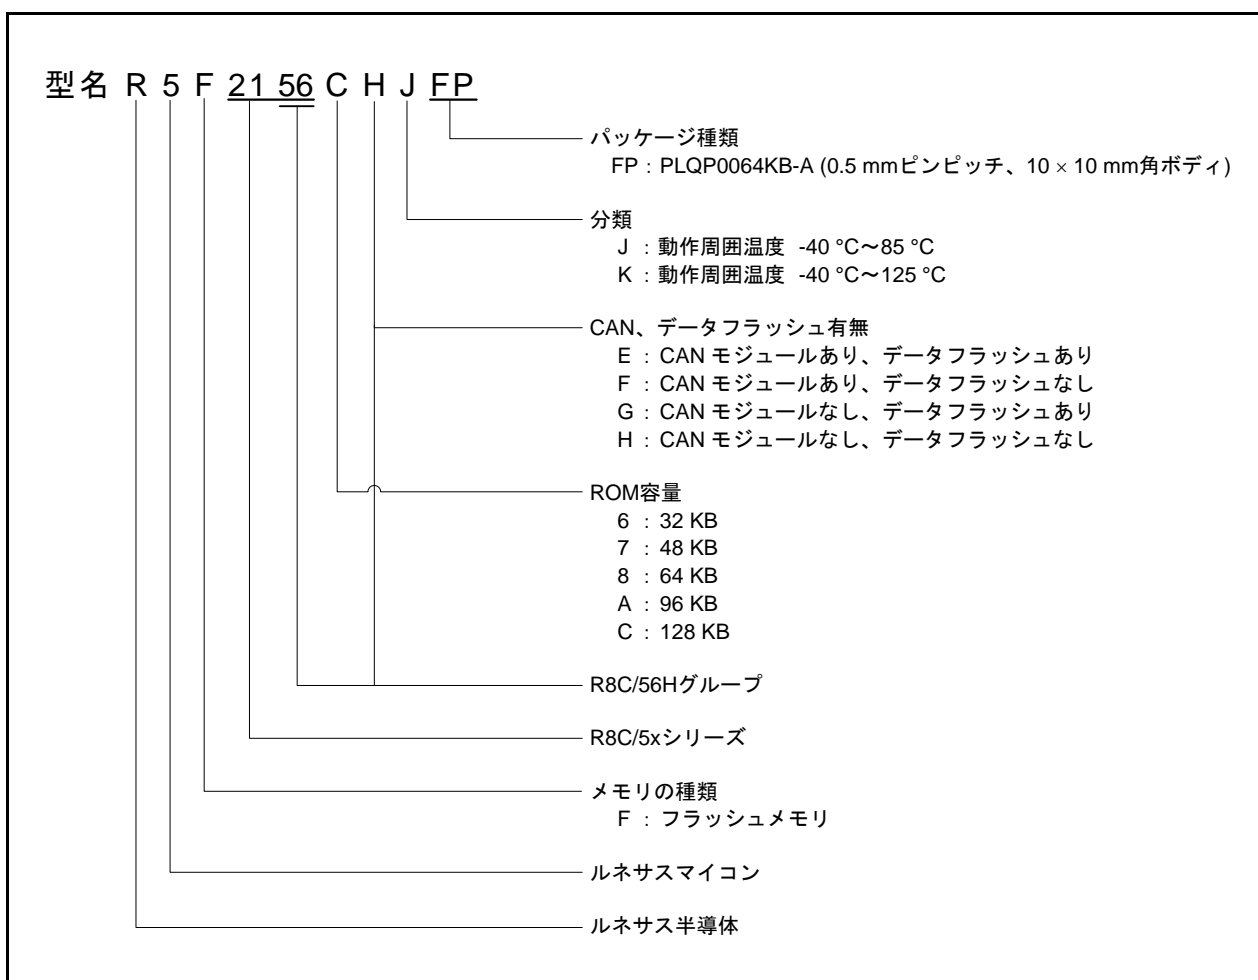 型名 R 5 F 21 56 C H J FP
パッケージ種類
FP : PLQP0064KB-A (0.5 mmピンピッチ、10 × 10 mm角ボディ)
分類
J : 動作周囲温度 -40 °C～85 °C
K : 動作周囲温度 -40 °C～125 °C
CAN、データフラッシュ有無
E : CAN モジュールあり、データフラッシュあり
F : CAN モジュールあり、データフラッシュなし
G : CAN モジュールなし、データフラッシュあり
H : CAN モジュールなし、データフラッシュなし
ROM容量
6 : 32 KB
7 : 48 KB
8 : 64 KB
A : 96 KB
C : 128 KB
R8C/56Hグループ
R8C/5xシリーズ
メモリの種類
F : フラッシュメモリ
ルネサスマイコン
ルネサス半導体